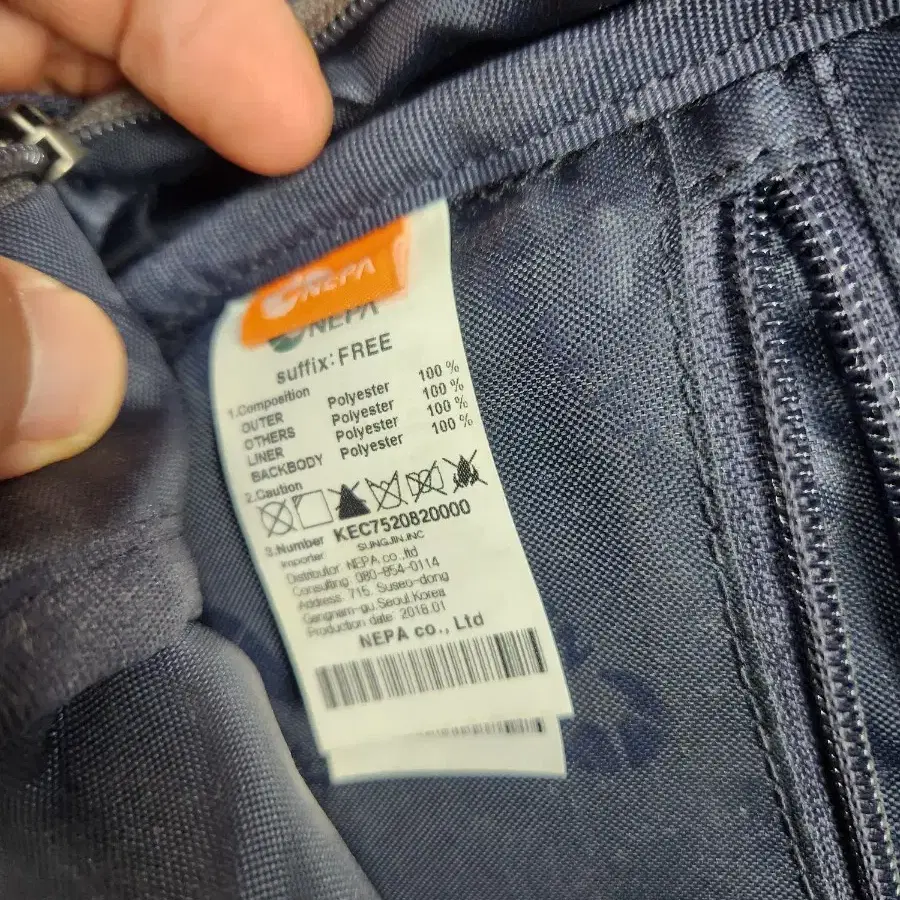 NEPA
NEPA
suffix:FREE
1.Composition
OUTER Polyester 100 %
OTHERS Polyester 100 %
LINER Polyester 100 %
BACKBODY Polyester 100 %
2.Caution
3.Number KEC7520820000
Importer SUNGJIN.INC
Distributor NEPA.co.,ltd
Consulting 080-854-0114
Address 715, Suseo-dong
Gangnam-gu.Seoul.Korea
Production date: 2018.01
NEPA co., Ltd